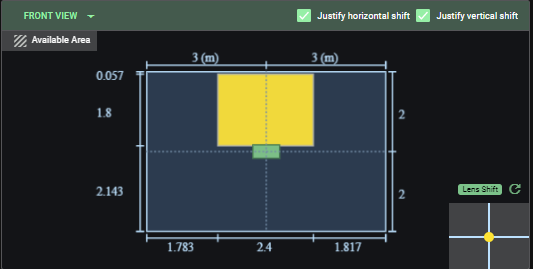 FRONT VIEW
Justify horizontal shift
Justify vertical shift
Available Area
3 (m)
3 (m)
0.057
1.8
2
2.143
2
Lens Shift
1.783
2.4
1.817